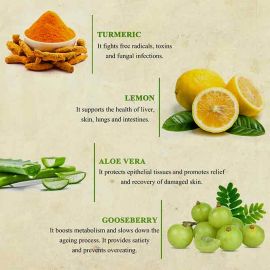 TURMERIC
It fights free radicals, toxins
and fungal infections.
LEMON
It supports the health of liver,
skin, lungs and intestines.
ALOE VERA
It protects epithelial tissues and promotes relief
and recovery of damaged skin.
GOOSEBERRY
It boosts metabolism and slows down the
ageing process. It provides satiety
and prevents overeating.